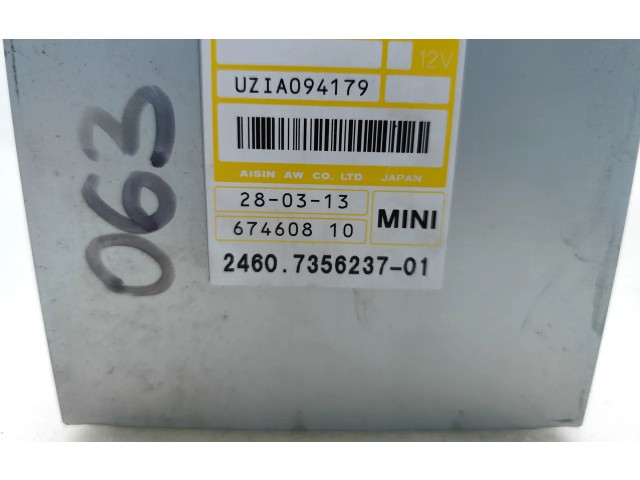 12V
UZIA094179
AISIN AW CO. LTD JAPAN
28-03-13
674608 10
MINI
2460.7356237-01
063